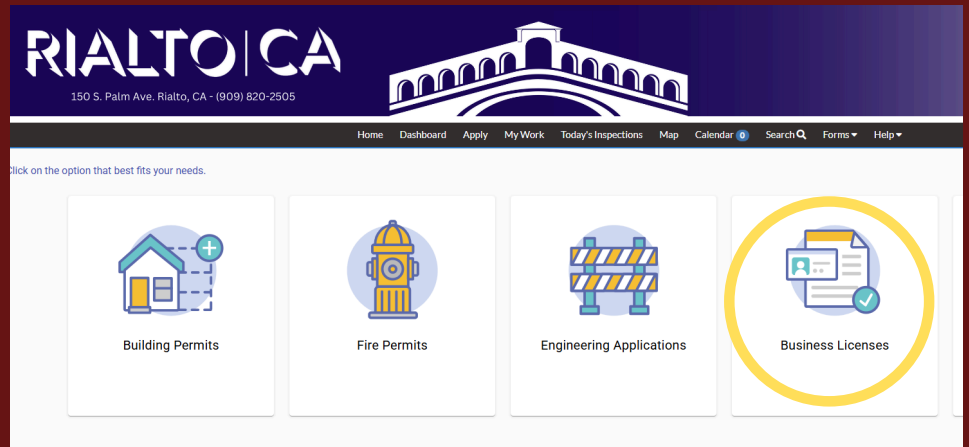 RIALTO | CA
150 S. Palm Ave. Rialto, CA - (909) 820-2505
Home Dashboard Apply My Work Today's Inspections Map Calendar 0 Search Forms Help
Click on the option that best fits your needs.
Building Permits Fire Permits Engineering Applications Business Licenses